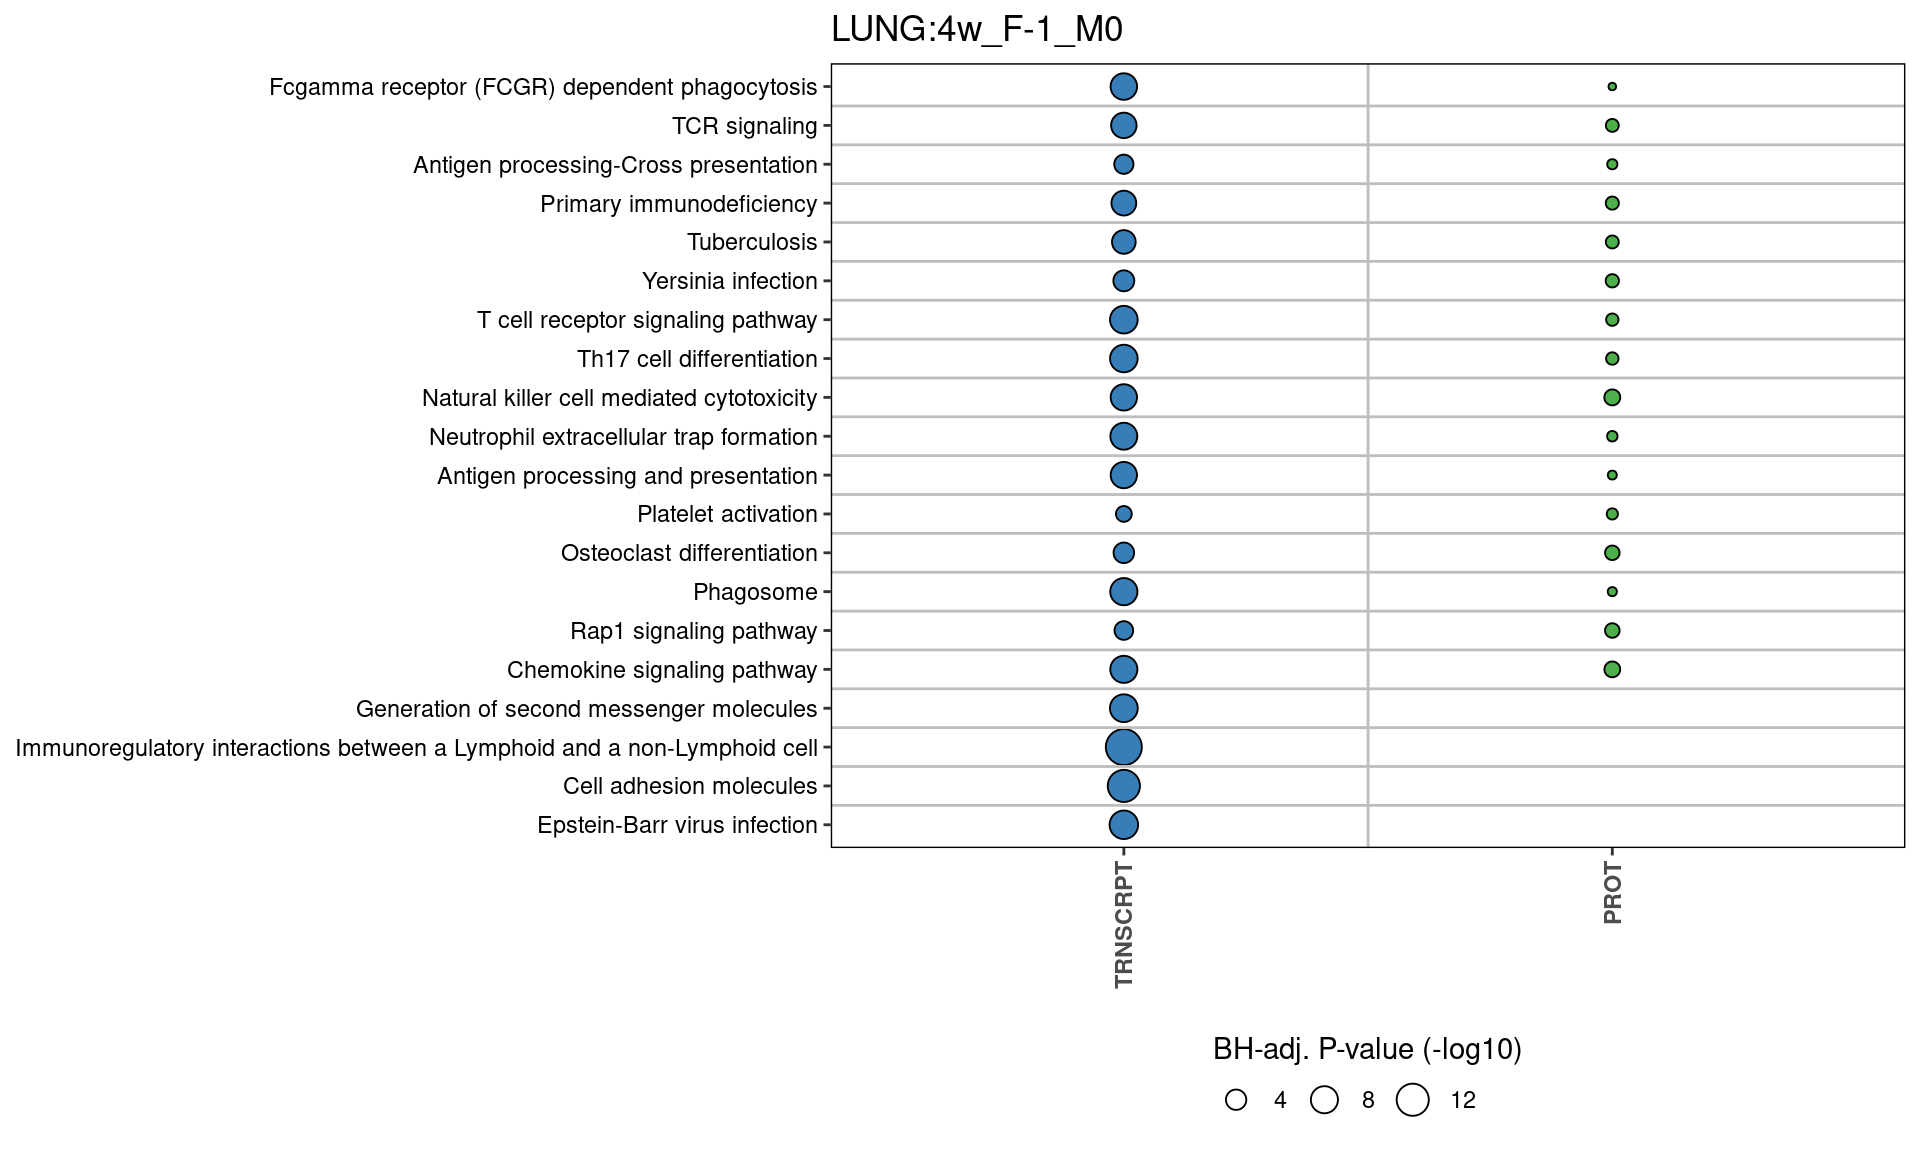 LUNG:4w_F-1_M0
Fcgamma receptor (FCGR) dependent phagocytosis
TCR signaling
Antigen processing-Cross presentation
Primary immunodeficiency
Tuberculosis
Yersinia infection
T cell receptor signaling pathway
Th17 cell differentiation
Natural killer cell mediated cytotoxicity
Neutrophil extracellular trap formation
Antigen processing and presentation
Platelet activation
Osteoclast differentiation
Phagosome
Rap1 signaling pathway
Chemokine signaling pathway
Generation of second messenger molecules
Immunoregulatory interactions between a Lymphoid and a non-Lymphoid cell
Cell adhesion molecules
Epstein-Barr virus infection
TRNSCRPT
PROT
BH-adj. P-value (-log10)
4 8 12